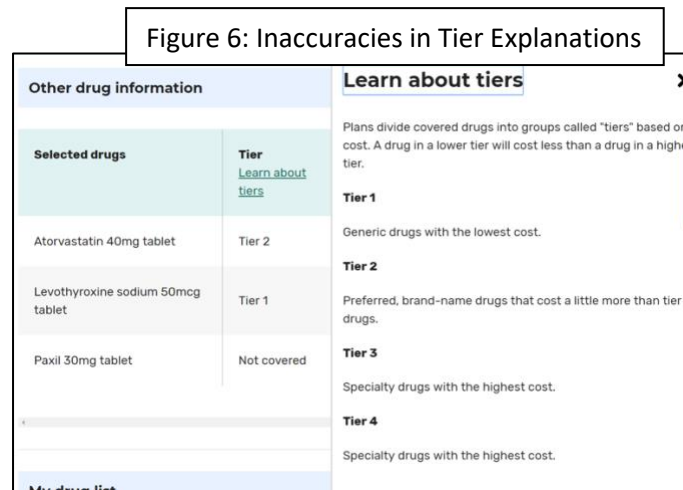 Figure 6: Inaccuracies in Tier Explanations
Other drug information
Selected drugs
Tier
Learn about
tiers
Atorvastatin 40mg tablet
Tier 2
Levothyroxine sodium 50mcg
tablet
Tier 1
Paxil 30mg tablet
Not covered
Learn about tiers
Plans divide covered drugs into groups called "tiers" based
cost. A drug in a lower tier will cost less than a drug in a
tier.
Tier 1
Generic drugs with the lowest cost.
Tier 2
Preferred, brand-name drugs that cost a little more than tier
drugs.
Tier 3
Specialty drugs with the highest cost.
Tier 4
Specialty drugs with the highest cost.